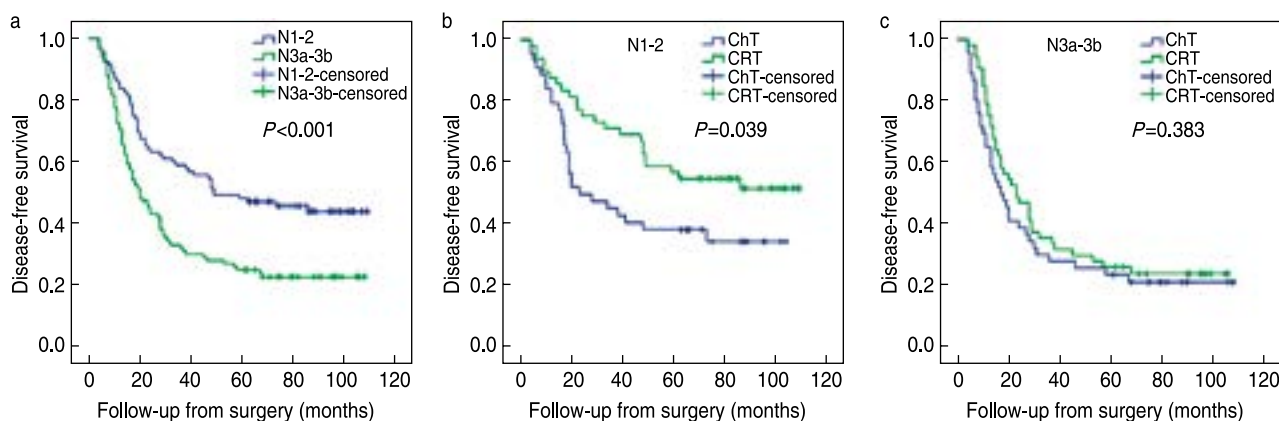 a
N1-2
N3a-3b
N1-2-censored
N3a-3b-censored
P<0.001
Disease-free survival
1.0
0.8
0.6
0.4
0.2
0.0
0 20 40 60 80 100 120
Follow-up from surgery (months)
b
N1-2
ChT
CRT
ChT-censored
CRT-censored
P=0.039
Disease-free survival
1.0
0.8
0.6
0.4
0.2
0.0
0 20 40 60 80 100 120
Follow-up from surgery (months)
c
N3a-3b
ChT
CRT
ChT-censored
CRT-censored
P=0.383
Disease-free survival
1.0
0.8
0.6
0.4
0.2
0.0
0 20 40 60 80 100 120
Follow-up from surgery (months)